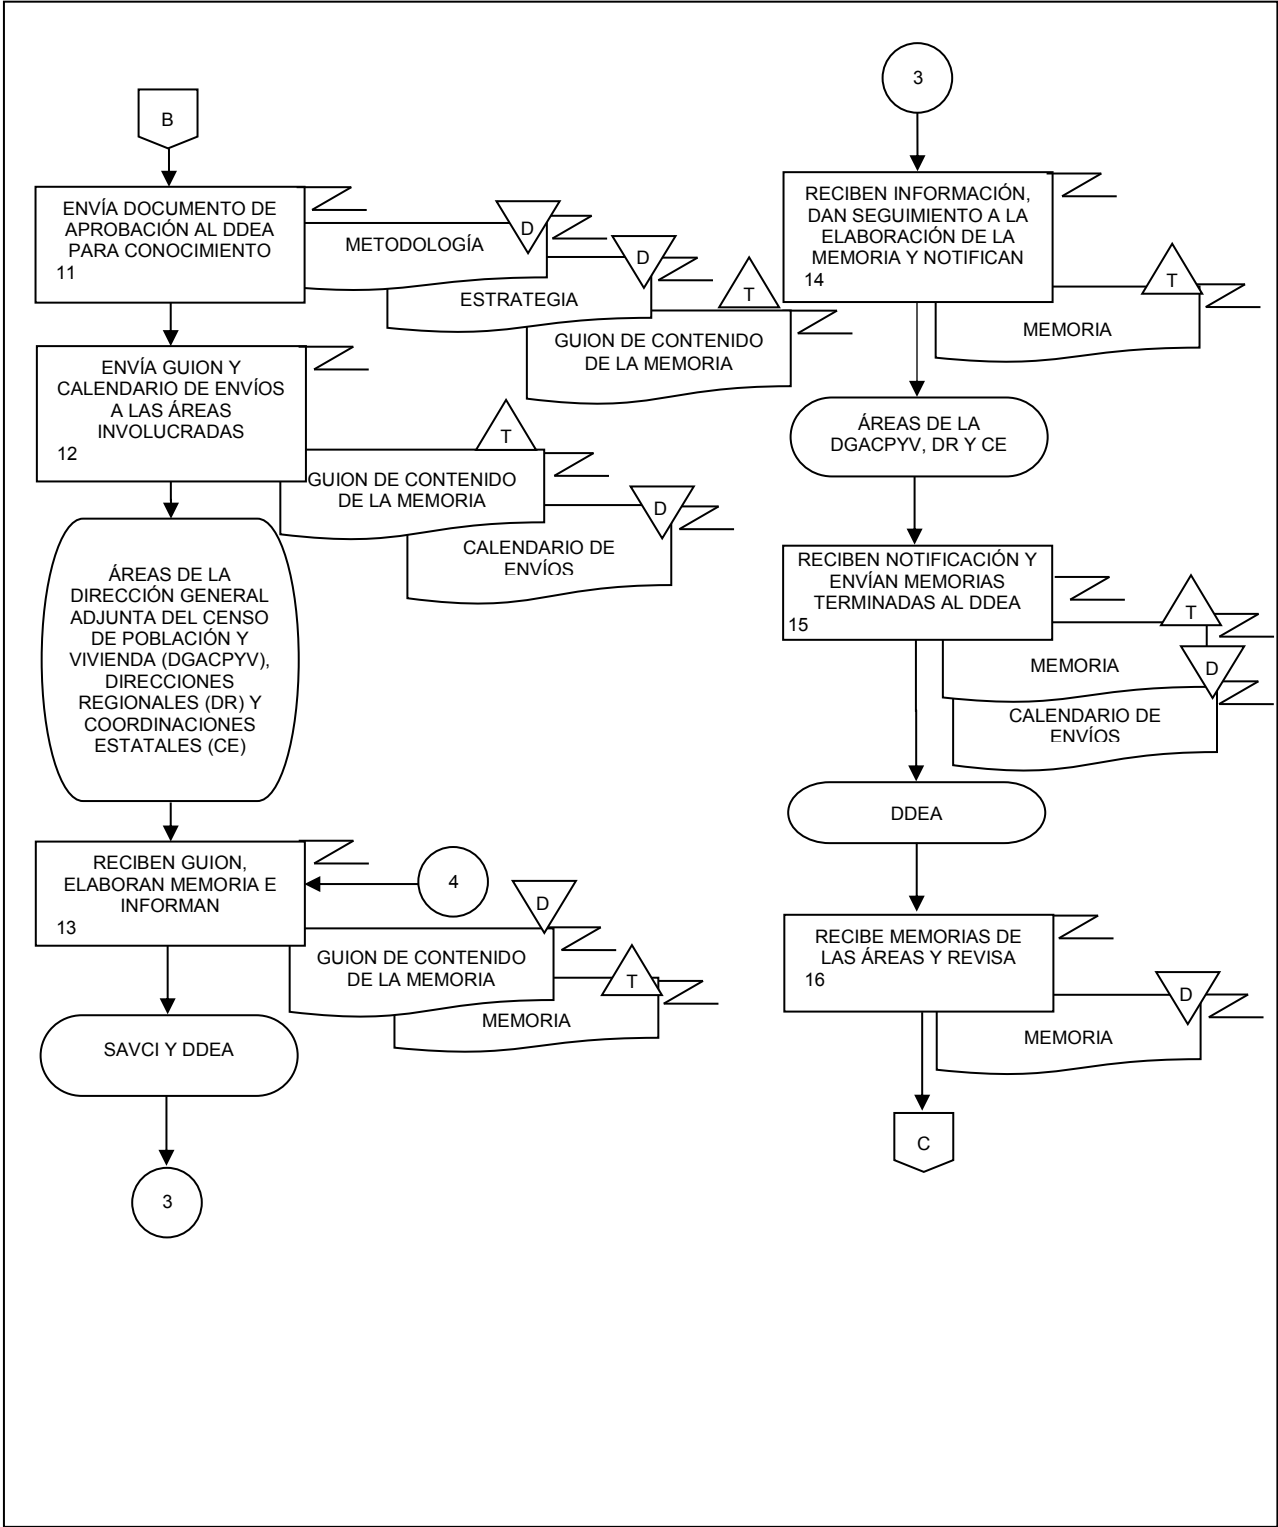 B
ENVÍA DOCUMENTO DE
APROBACIÓN AL DDEA
PARA CONOCIMIENTO
11
D
METODOLOGÍA
D
ESTRATEGIA
T
GUION DE CONTENIDO
DE LA MEMORIA
ENVÍA GUION Y
CALENDARIO DE ENVÍOS
A LAS ÁREAS
INVOLUCRADAS
12
T
GUION DE CONTENIDO
DE LA MEMORIA
D
CALENDARIO DE
ENVÍOS
ÁREAS DE LA
DIRECCIÓN GENERAL
ADJUNTA DEL CENSO
DE POBLACIÓN Y
VIVIENDA (DGACPYV),
DIRECCIONES
REGIONALES (DR) Y
COORDINACIONES
ESTATALES (CE)
RECIBEN GUION,
ELABORAN MEMORIA E
INFORMAN
13
4
D
GUION DE CONTENIDO
DE LA MEMORIA
T
MEMORIA
SAVCI Y DDEA
3
3
RECIBEN INFORMACIÓN,
DAN SEGUIMIENTO A LA
ELABORACIÓN DE LA
MEMORIA Y NOTIFICAN
14
T
MEMORIA
ÁREAS DE LA
DGACPYV, DR Y CE
RECIBEN NOTIFICACIÓN Y
ENVÍAN MEMORIAS
TERMINADAS AL DDEA
15
T
MEMORIA
D
CALENDARIO DE
ENVÍOS
DDEA
RECIBE MEMORIAS DE
LAS ÁREAS Y REVISA
16
D
MEMORIA
C